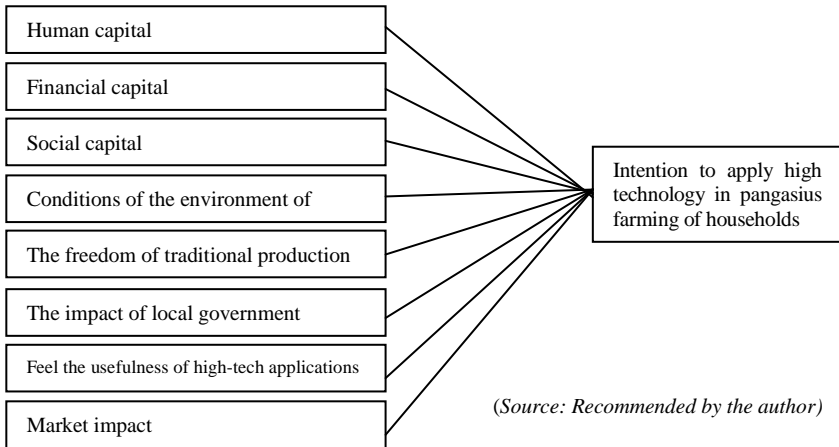 Human capital
Financial capital
Social capital
Conditions of the environment of
The freedom of traditional production
The impact of local government
Feel the usefulness of high-tech applications
Market impact
Intention to apply high
technology in pangasius
farming of households
(Source: Recommended by the author)